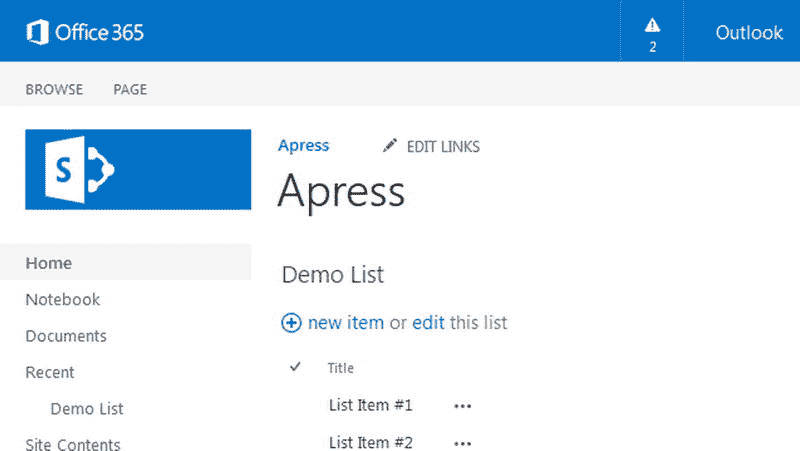 Office 365
2
Outlook
BROWSE PAGE
S
Apress
EDIT LINKS
Apress
Home
Notebook
Documents
Recent
Demo List
Site Contents
Demo List
new item or edit this list
Title
List Item #1
List Item #2